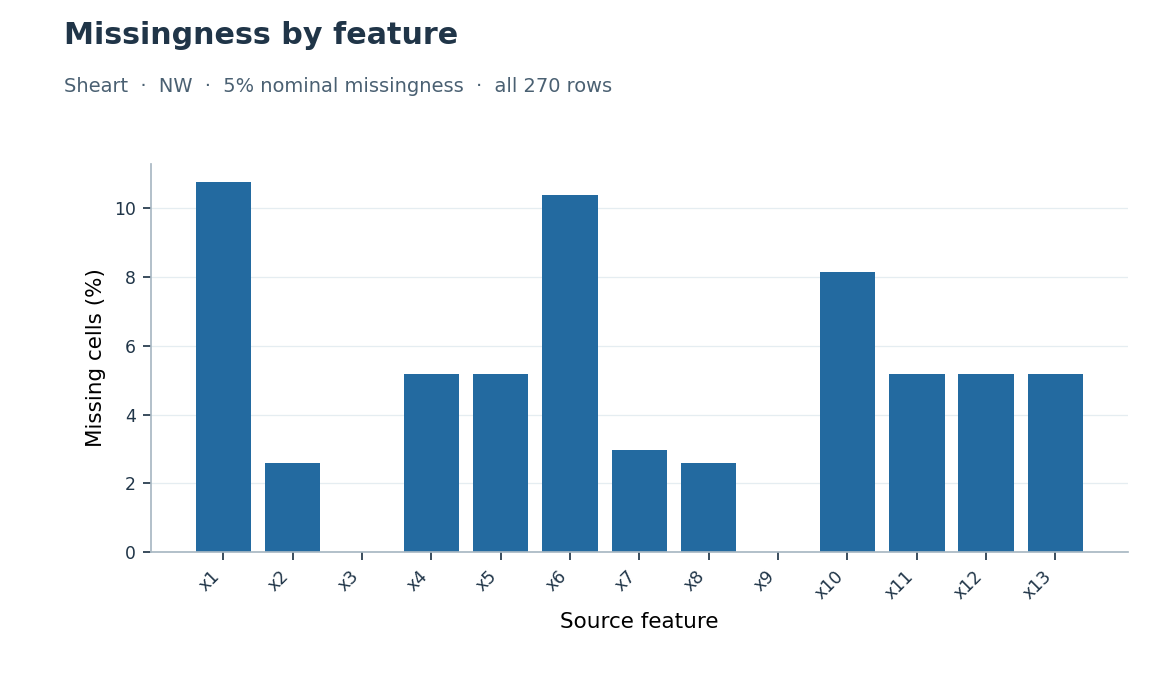 Missingness by feature
Sheart · NW · 5% nominal missingness · all 270 rows
Missing cells (%)
10
8
6
4
2
0
x1 x2 x3 x4 x5 x6 x7 x8 x9 x10 x11 x12 x13
Source feature